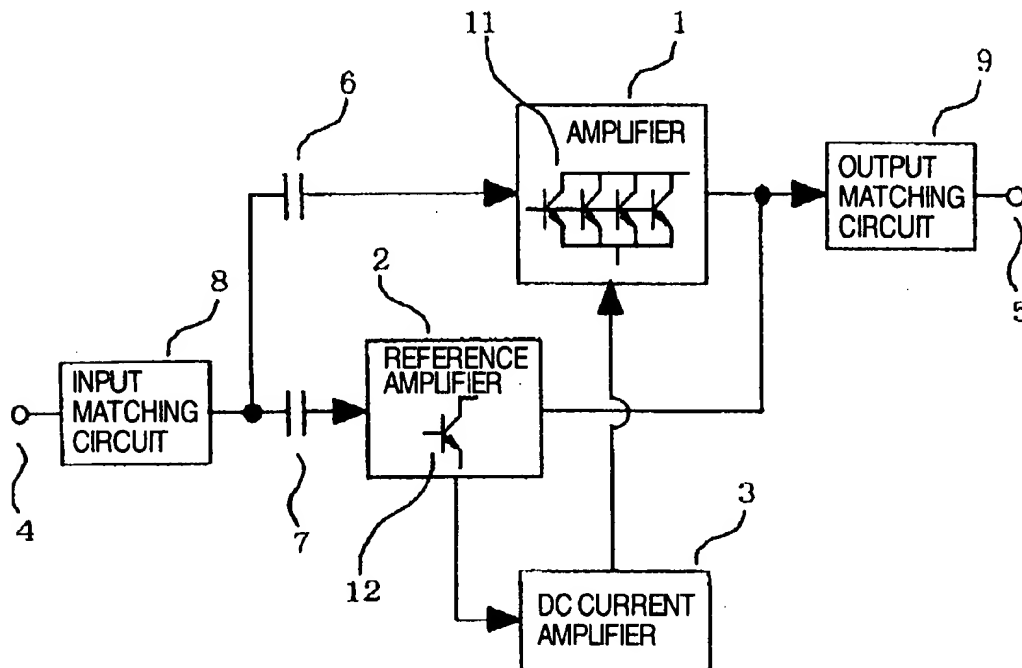 11
1
9
6
AMPLIFIER
OUTPUT
MATCHING
CIRCUIT
2
5
8
REFERENCE
AMPLIFIER
INPUT
MATCHING
CIRCUIT
4
7
12
3
DC CURRENT
AMPLIFIER